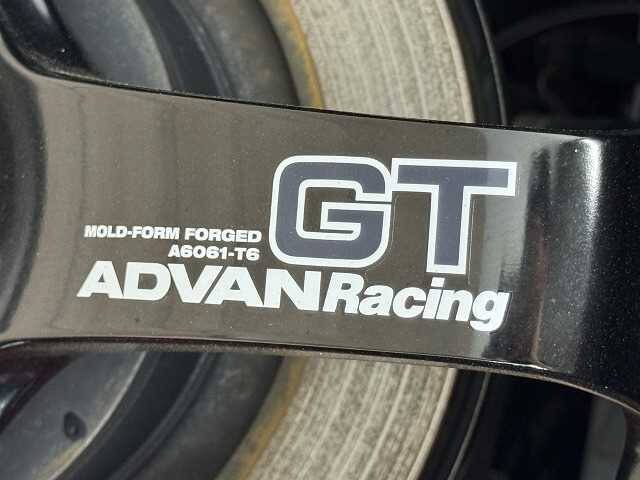 GT
MOLD-FORM FORGED
A6061-T6
ADVAN Racing